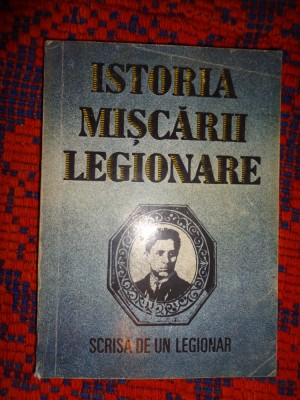 ISTORIA
MIȘCĂRII
LEGIONARE
SCRISĂ DE UN LEGIONAR